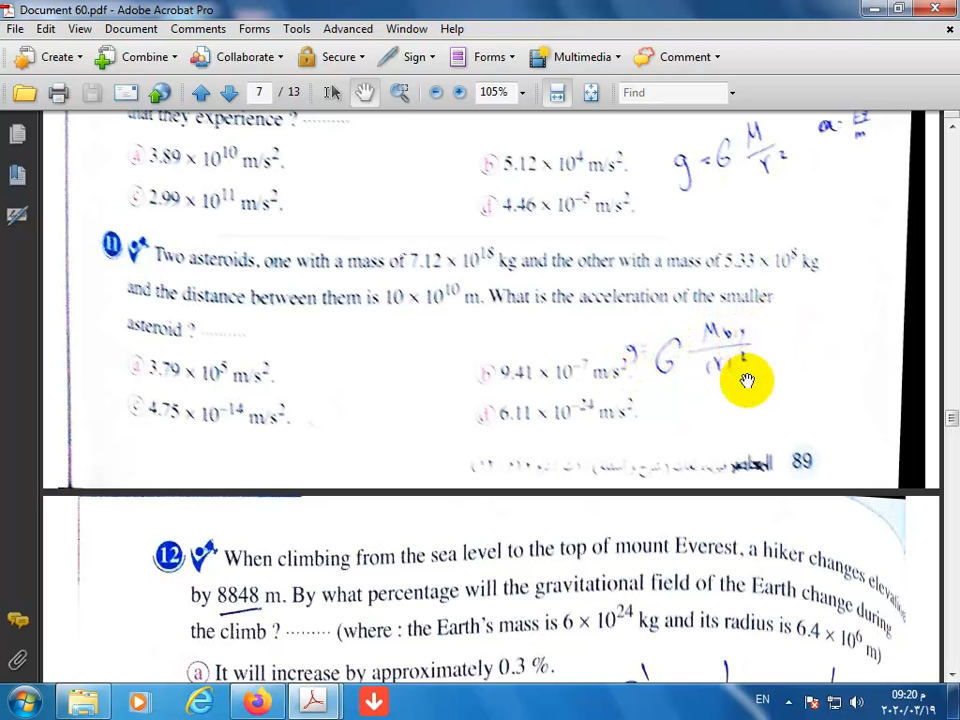 Document 60.pdf - Adobe Acrobat Pro
File Edit View Document Comments Forms Tools Advanced Window Help
Create Combine Collaborate Secure Sign Forms Multimedia Comment
7 / 13 105% Find
that they experience ? ..........
a 3.89 × 10¹⁰ m/s². b 5.12 × 10⁴ m/s².
c 2.99 × 10¹¹ m/s². d 4.46 × 10⁻⁵ m/s².
g = G M / r²
11 Two asteroids, one with a mass of 7.12 × 10¹⁸ kg and the other with a mass of 5.33 × 10⁸ kg
and the distance between them is 10 × 10¹⁰ m. What is the acceleration of the smaller
asteroid ? ..........
a 3.79 × 10⁵ m/s². b 9.41 × 10⁻⁷ m/s².
c 4.75 × 10⁻¹⁴ m/s². d 6.11 × 10⁻²⁴ m/s².
89
12 When climbing from the sea level to the top of mount Everest, a hiker changes elevation
by 8848 m. By what percentage will the gravitational field of the Earth change during
the climb ? ......... (where : the Earth's mass is 6 × 10²⁴ kg and its radius is 6.4 × 10⁶ m)
a It will increase by approximately 0.3 %.
EN
09:20 م
٢٠٢٠/٠٣/١٩